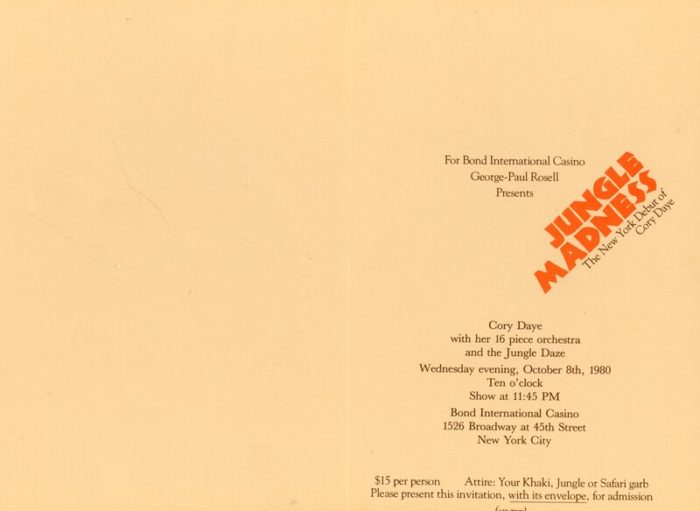 For Bond International Casino
George-Paul Rosell
Presents
JUNGLE
MADNESS
The New York Debut of
Cory Daye
Cory Daye
with her 16 piece orchestra
and the Jungle Daze
Wednesday evening, October 8th, 1980
Ten o'clock
Show at 11:45 PM
Bond International Casino
1526 Broadway at 45th Street
New York City
$15 per person Attire: Your Khaki, Jungle or Safari garb
Please present this invitation, with its envelope, for admission